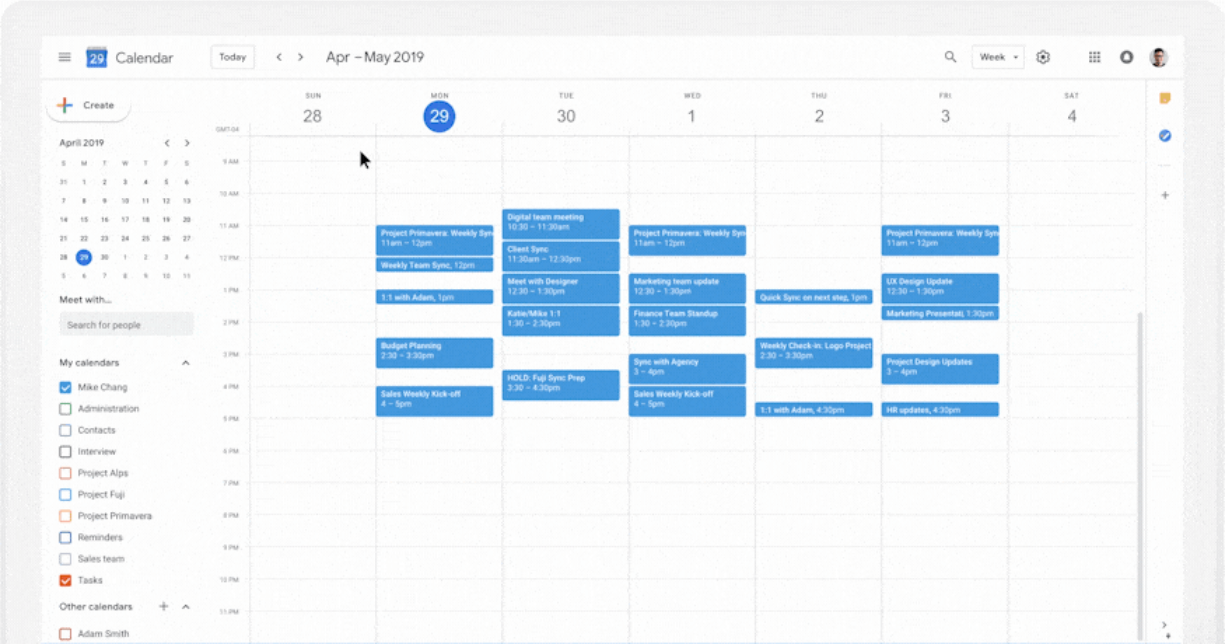 29
Calendar
Today
Apr – May 2019
Week
Create
April 2019
S M T W T F S
31 1 2 3 4 5 6
7 8 9 10 11 12 13
14 15 16 17 18 19 20
21 22 23 24 25 26 27
28 29 30 1 2 3 4
5 6 7 8 9 10 11
Meet with...
Search for people
My calendars
Mike Chang
Administration
Contacts
Interview
Project Alps
Project Fuji
Project Primavera
Reminders
Sales team
Tasks
Other calendars
Adam Smith
SUN MON TUE WED THU FRI SAT
28 29 30 1 2 3 4
GMT-04
9 AM
10 AM
11 AM
12 PM
1 PM
2 PM
3 PM
4 PM
5 PM
6 PM
7 PM
8 PM
9 PM
10 PM
11 PM
Project Primavera: Weekly Syn
11am – 12pm
Weekly Team Sync, 12pm
1:1 with Adam, 1pm
Budget Planning
2:30 – 3:30pm
Sales Weekly Kick-off
4 – 5pm
Digital team meeting
10:30 – 11:30am
Client Sync
11:30am – 12:30pm
Meet with Designer
12:30 – 1:30pm
Katie/Mike 1:1
1:30 – 2:30pm
HOLD: Fuji Sync Prep
3:30 – 4:30pm
Project Primavera: Weekly Syn
11am – 12pm
Marketing team update
12:30 – 1:30pm
Finance Team Standup
1:30 – 2:30pm
Sync with Agency
3 – 4pm
Sales Weekly Kick-off
4 – 5pm
Quick Sync on next step, 1pm
Weekly Check-in: Logo Project
2:30 – 3:30pm
1:1 with Adam, 4:30pm
Project Primavera: Weekly Syn
11am – 12pm
UX Design Update
12:30 – 1:30pm
Marketing Presentati, 1:30pm
Project Design Updates
3 – 4pm
HR updates, 4:30pm